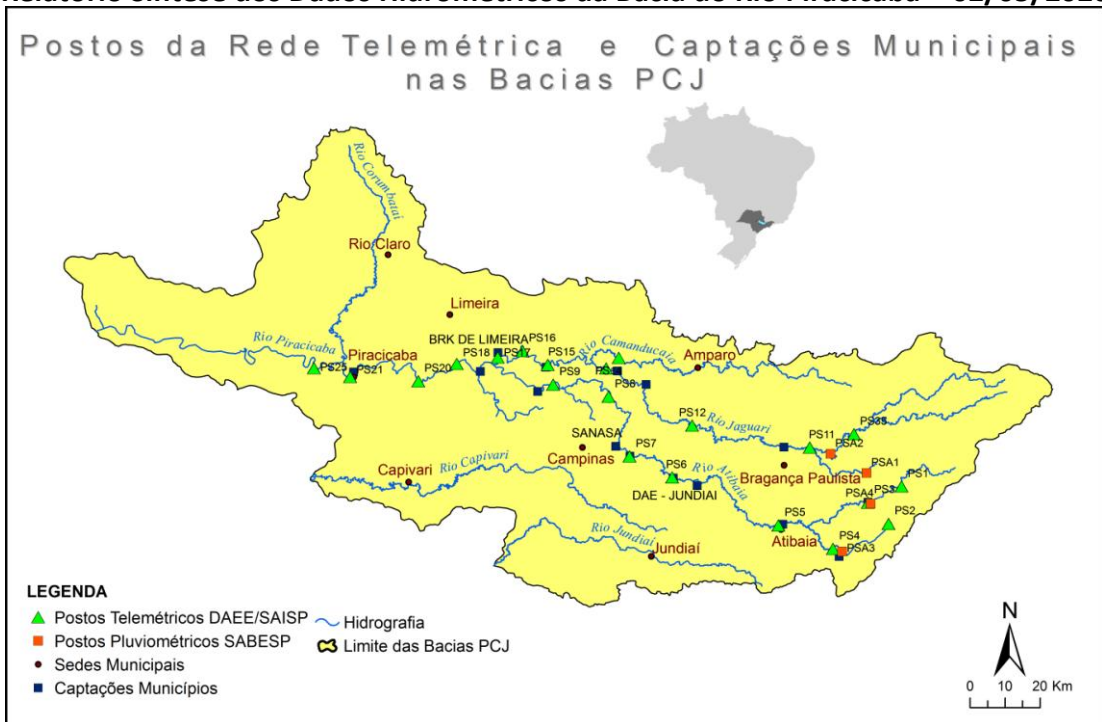 Relatório Síntese dos Dados Hidrométricos da Bacia do Rio Piracicaba
Postos da Rede Telemétrica e Captações Municipais
nas Bacias PCJ
Rio Corumbataí
Rio Claro
Limeira
BRK DE LIMEIRA
PS16
Rio Piracicaba
Piracicaba
PS18
PS17
PS15
Rio Camanducaia
Amparo
PS25
PS21
PS20
PS9
PS8
PS12
Rio Jaguari
PS35
SANASA
PS11
PSA2
Campinas
PS7
PSA1
Capivari
Rio Capivari
Bragança Paulista
PS6
Rio Atibaia
PS1
PSA4
PS3
DAE - JUNDIAI
PS5
PS2
Rio Jundiaí
Jundiaí
Atibaia
PS4
PSA3
LEGENDA
Postos Telemétricos DAEE/SAISP
Hidrografia
Postos Pluviométricos SABESP
Limite das Bacias PCJ
Sedes Municipais
Captações Municípios
N
0 10 20 Km